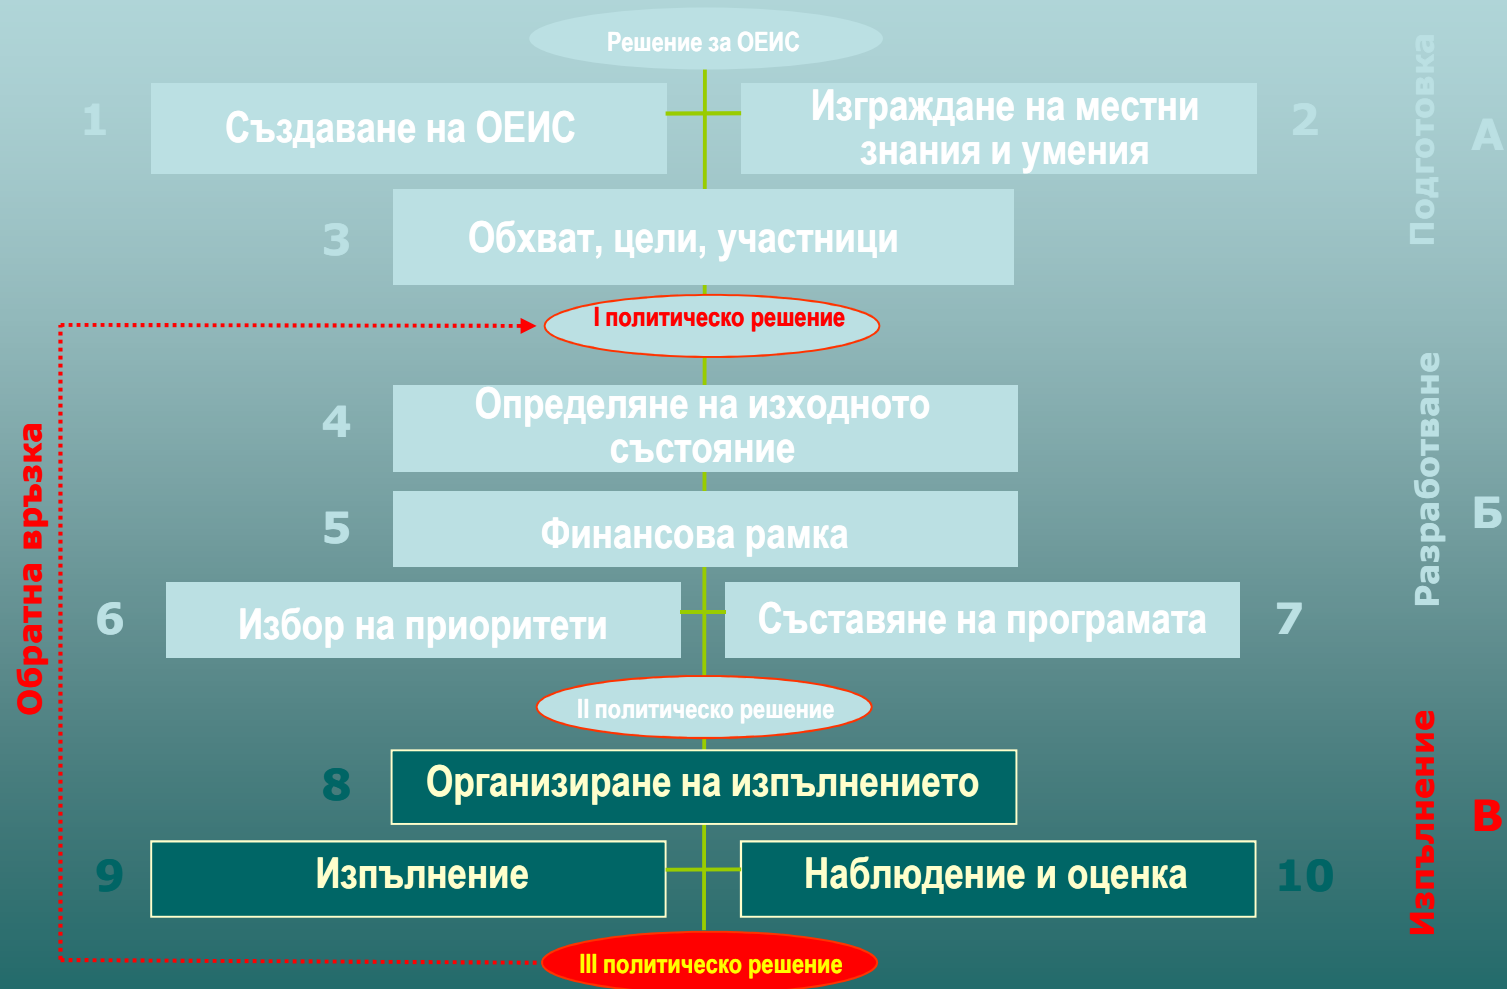 Решение за ОЕИС
1
Създаване на ОЕИС
Изграждане на местни
знания и умения
2
Подготовка
А
3
Обхват, цели, участници
I политическо решение
4
Определяне на изходното
състояние
5
Финансова рамка
6
Избор на приоритети
Съставяне на програмата
7
Разработване
Б
Обратна връзка
II политическо решение
8
Организиране на изпълнението
9
Изпълнение
Наблюдение и оценка
10
Изпълнение
В
III политическо решение